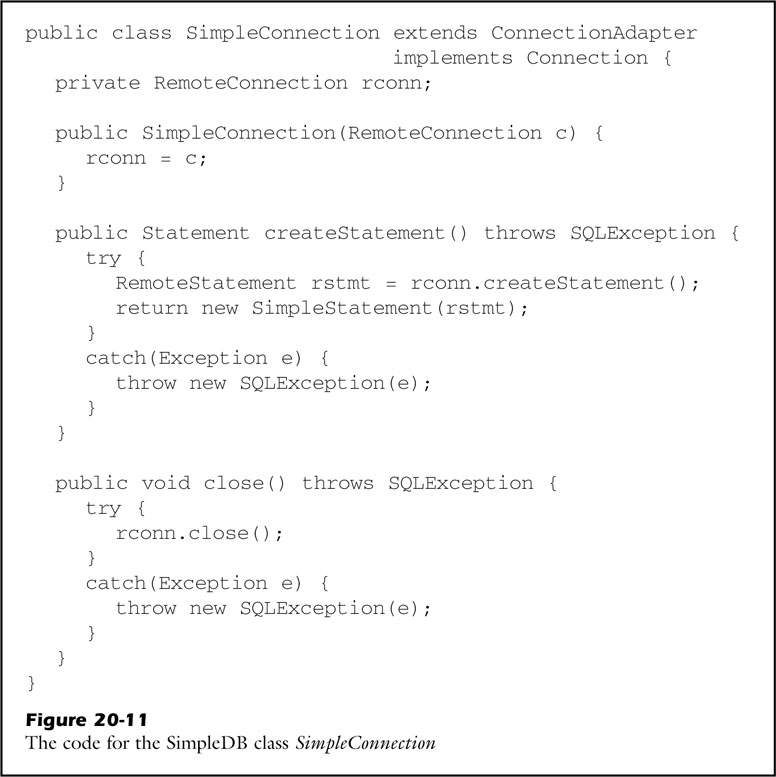 public class SimpleConnection extends ConnectionAdapter
implements Connection {
private RemoteConnection rconn;
public SimpleConnection(RemoteConnection c) {
rconn = c;
}
public Statement createStatement() throws SQLException {
try {
RemoteStatement rstmt = rconn.createStatement();
return new SimpleStatement(rstmt);
}
catch(Exception e) {
throw new SQLException(e);
}
}
public void close() throws SQLException {
try {
rconn.close();
}
catch(Exception e) {
throw new SQLException(e);
}
}
}
Figure 20-11
The code for the SimpleDB class SimpleConnection